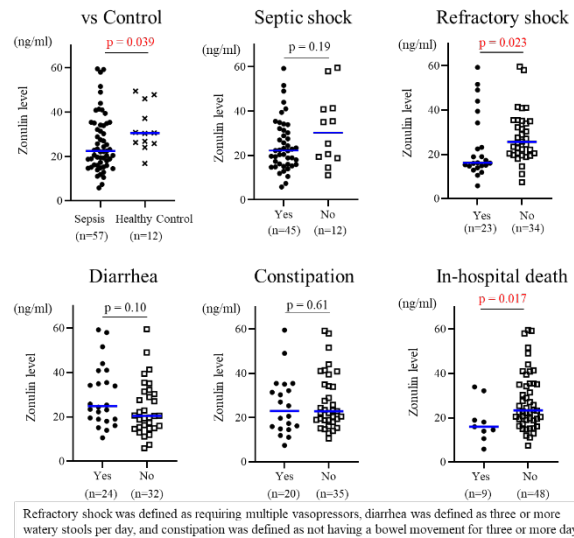 vs Control
Septic shock
Refractory shock
(ng/ml)
p = 0.039
(ng/ml)
p = 0.19
(ng/ml)
p = 0.023
Zonulin level
60
40
20
0
Zonulin level
60
40
20
0
Zonulin level
60
40
20
0
Sepsis
Healthy Control
(n=57)
(n=12)
Yes
No
(n=45)
(n=12)
Yes
No
(n=23)
(n=34)
Diarrhea
Constipation
In-hospital death
(ng/ml)
p = 0.10
(ng/ml)
p = 0.61
(ng/ml)
p = 0.017
Zonulin level
60
40
20
0
Zonulin level
60
40
20
0
Zonulin level
60
40
20
0
Yes
No
(n=24)
(n=32)
Yes
No
(n=20)
(n=35)
Yes
No
(n=9)
(n=48)
Refractory shock was defined as requiring multiple vasopressors, diarrhea was defined as three or more
watery stools per day, and constipation was defined as not having a bowel movement for three or more day